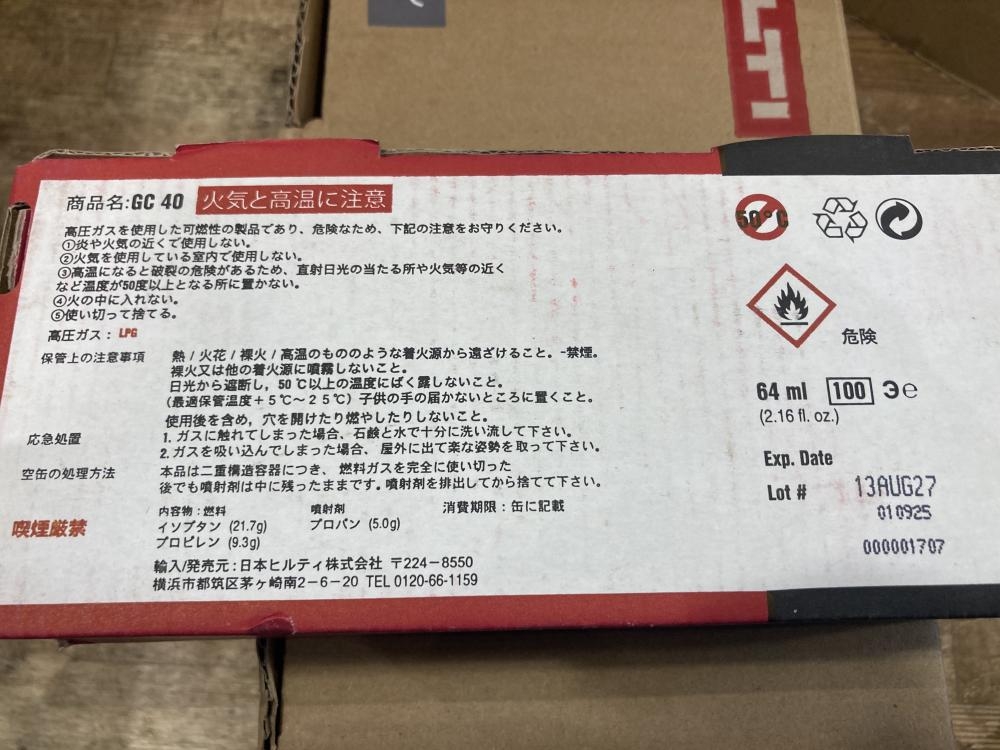 LTI
商品名:GC 40 火気と高温に注意
高圧ガスを使用した可燃性の製品であり、危険なため、下記の注意をお守りください。
①炎や火気の近くで使用しない。
②火気を使用している室内で使用しない。
③高温になると破裂の危険があるため、直射日光の当たる所や火気等の近く
など温度が50度以上となる所に置かない。
④火の中に入れない。
⑤使い切って捨てる。
高圧ガス：LPG
保管上の注意事項
熱/火花/裸火/高温のもののような着火源から遠ざけること。-禁煙。
裸火又は他の着火源に噴霧しないこと。
日光から遮断し，50℃以上の温度にばく露しないこと。
（最適保管温度＋5℃〜25℃）子供の手の届かないところに置くこと。
使用後を含め，穴を開けたり燃やしたりしないこと。
応急処置
1. ガスに触れてしまった場合、石鹸と水で十分に洗い流して下さい。
2. ガスを吸い込んでしまった場合、屋外に出て楽な姿勢を取って下さい。
空缶の処理方法
本品は二重構造容器につき、燃料ガスを完全に使い切った
後でも噴射剤は中に残ったままです。噴射剤を排出してから捨てて下さい。
喫煙厳禁
内容物：燃料
イソブタン (21.7g)
プロピレン (9.3g)
噴射剤
プロパン (5.0g)
消費期限：缶に記載
輸入/発売元：日本ヒルティ株式会社 〒224-8550
横浜市都筑区茅ヶ崎南2-6-20 TEL 0120-66-1159
50°C
危険
64 ml 100 Э℮
(2.16 fl. oz.)
Exp. Date
Lot #
13AUG27
010925
000001707